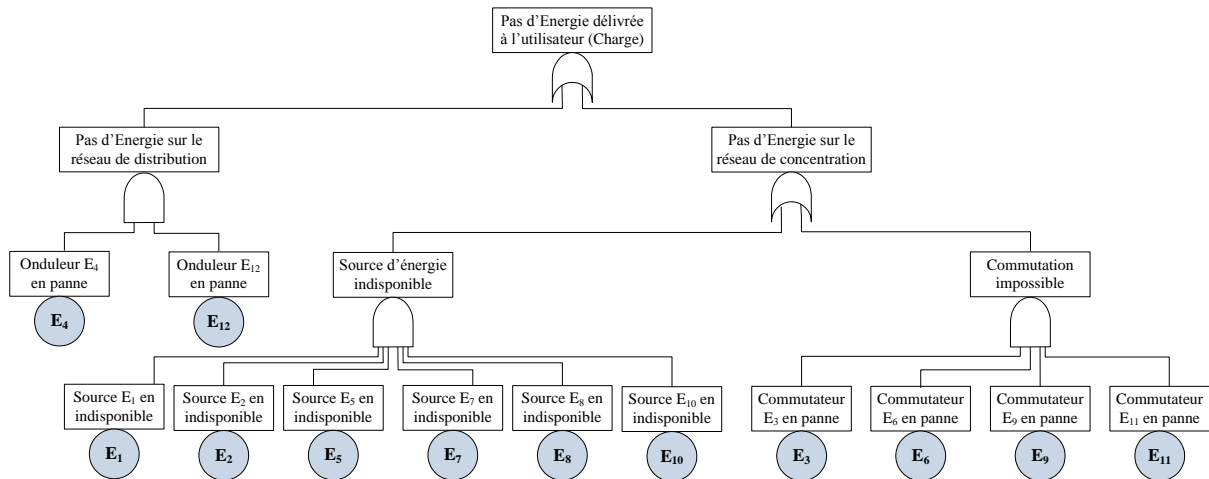 Pas d’Energie délivrée
à l’utilisateur (Charge)
Pas d’Energie sur le
réseau de distribution
Pas d’Energie sur le
réseau de concentration
Onduleur E4
en panne
Onduleur E12
en panne
Source d’énergie
indisponible
Commutation
impossible
E4
E12
Source E1 en
indisponible
Source E2 en
indisponible
Source E5 en
indisponible
Source E7 en
indisponible
Source E8 en
indisponible
Source E10 en
indisponible
Commutateur
E3 en panne
Commutateur
E6 en panne
Commutateur
E9 en panne
Commutateur
E11 en panne
E1
E2
E5
E7
E8
E10
E3
E6
E9
E11